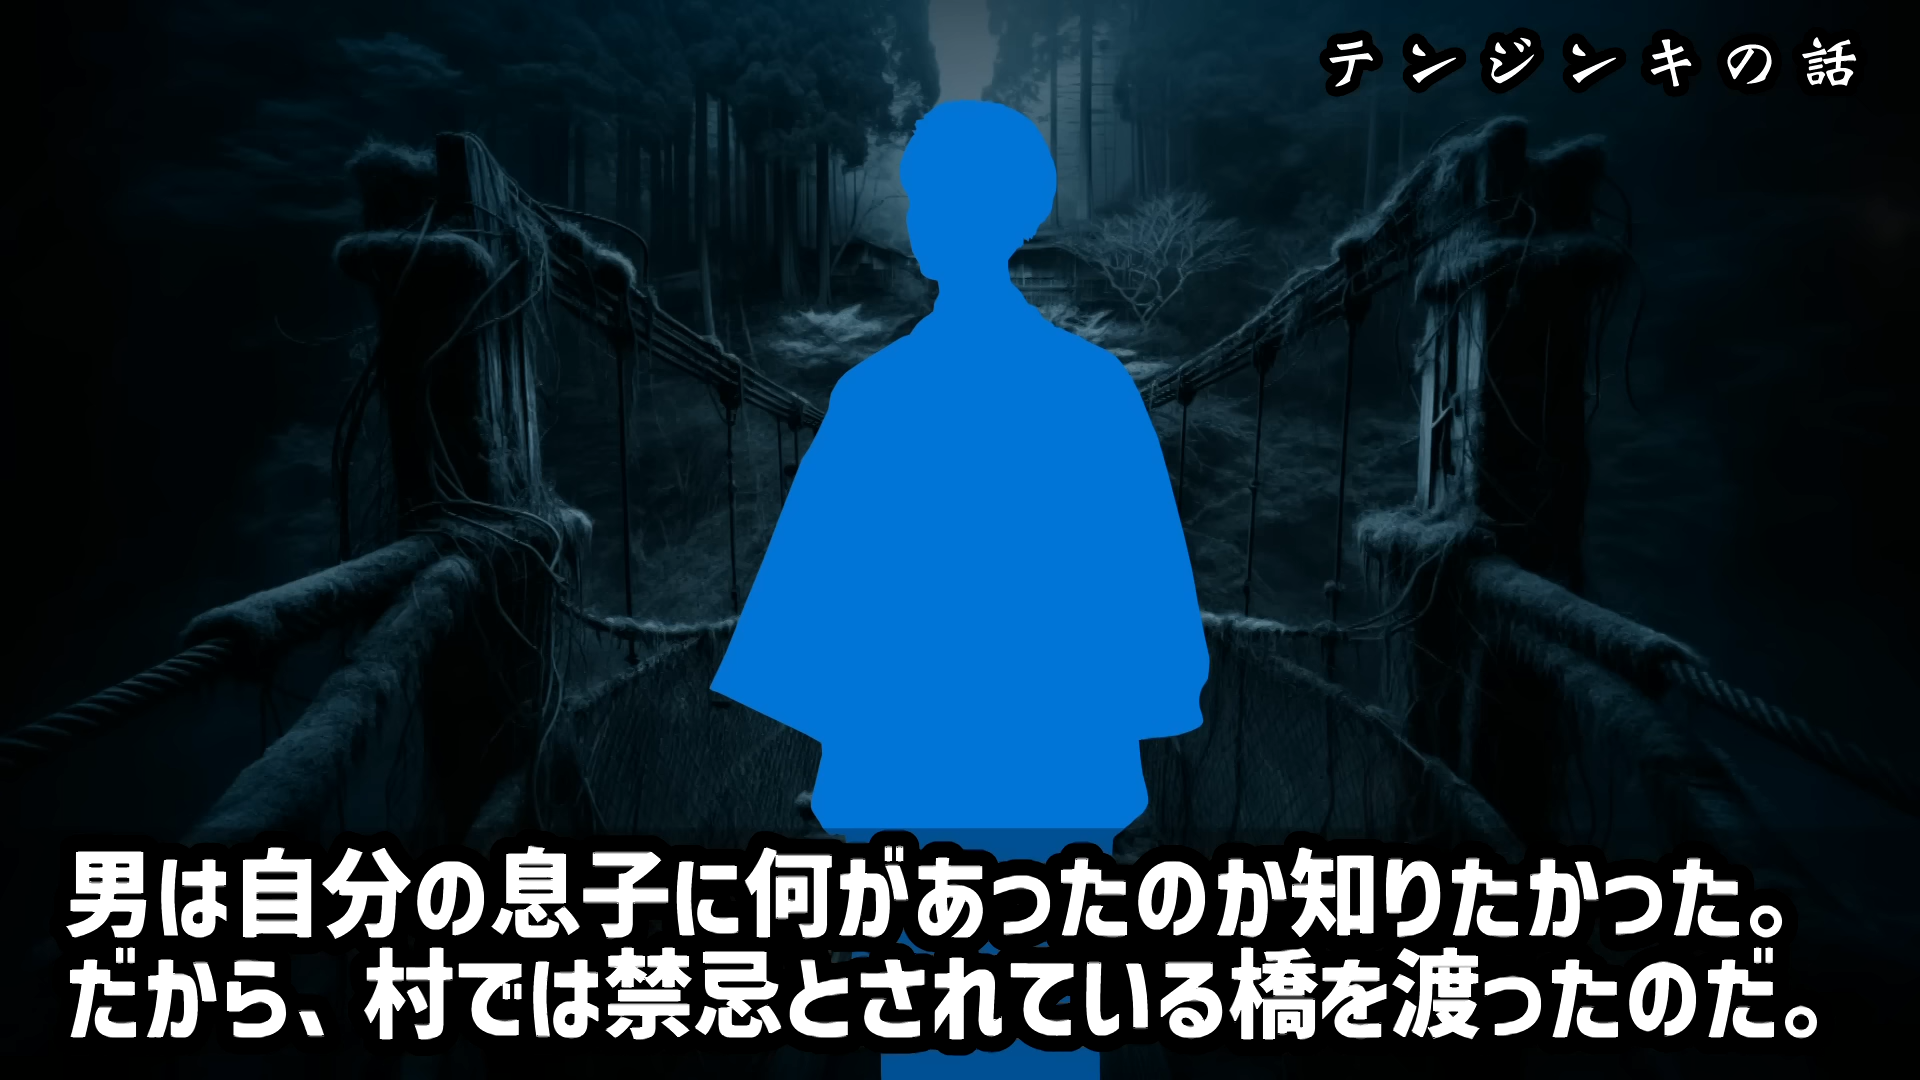 テンジンキの話
男は自分の息子に何があったのか知りたかった。
だから、村では禁忌とされている橋を渡ったのだ。